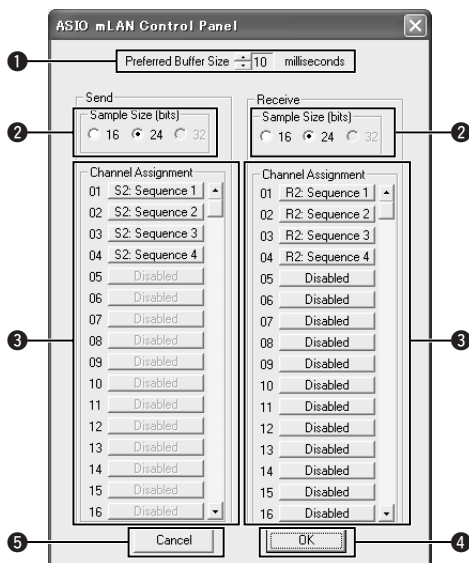 ASIO mLAN Control Panel
1 Preferred Buffer Size 10 milliseconds
Send
2 Sample Size (bits)
16 24 32
Channel Assignment
3
01 S2: Sequence 1
02 S2: Sequence 2
03 S2: Sequence 3
04 S2: Sequence 4
05 Disabled
06 Disabled
07 Disabled
08 Disabled
09 Disabled
10 Disabled
11 Disabled
12 Disabled
13 Disabled
14 Disabled
15 Disabled
16 Disabled
5 Cancel
Receive
Sample Size (bits) 2
16 24 32
Channel Assignment
01 R2: Sequence 1
02 R2: Sequence 2
03 R2: Sequence 3
04 R2: Sequence 4
05 Disabled
06 Disabled
07 Disabled
08 Disabled
09 Disabled
10 Disabled
11 Disabled
12 Disabled
13 Disabled
14 Disabled
15 Disabled
16 Disabled
3
OK 4